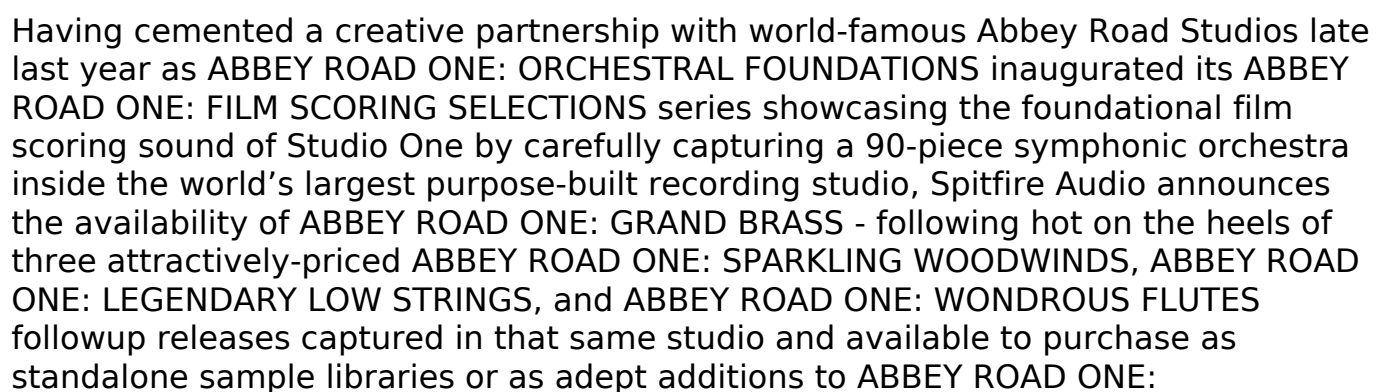 Having cemented a creative partnership with world-famous Abbey Road Studios late
last year as ABBEY ROAD ONE: ORCHESTRAL FOUNDATIONS inaugurated its ABBEY
ROAD ONE: FILM SCORING SELECTIONS series showcasing the foundational film
scoring sound of Studio One by carefully capturing a 90-piece symphonic orchestra
inside the world’s largest purpose-built recording studio, Spitfire Audio announces
the availability of ABBEY ROAD ONE: GRAND BRASS - following hot on the heels of
three attractively-priced ABBEY ROAD ONE: SPARKLING WOODWINDS, ABBEY ROAD
ONE: LEGENDARY LOW STRINGS, and ABBEY ROAD ONE: WONDROUS FLUTES
followup releases captured in that same studio and available to purchase as
standalone sample libraries or as adept additions to ABBEY ROAD ONE: